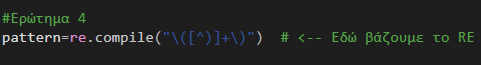 #Ερώτημα 4
pattern=re.compile("\([^)]+\)")  # <-- Εδώ βάζουμε το RE